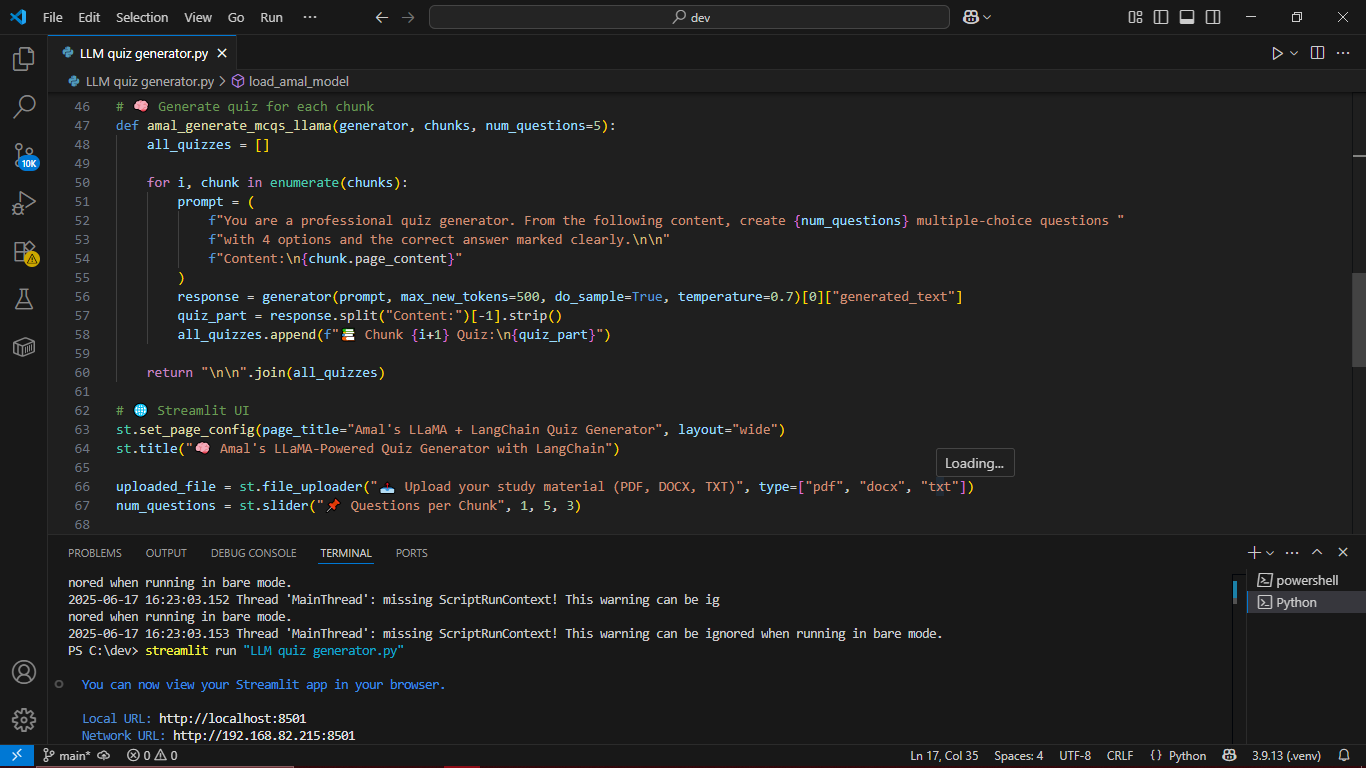 File Edit Selection View Go Run ··· dev
LLM quiz generator.py
LLM quiz generator.py > load_amal_model
46 # 🧠 Generate quiz for each chunk
47 def amal_generate_mcqs_llama(generator, chunks, num_questions=5):
48 all_quizzes = []
49
50 for i, chunk in enumerate(chunks):
51 prompt = (
52 f"You are a professional quiz generator. From the following content, create {num_questions} multiple-choice questions "
53 f"with 4 options and the correct answer marked clearly.\n\n"
54 f"Content:\n{chunk.page_content}"
55 )
56 response = generator(prompt, max_new_tokens=500, do_sample=True, temperature=0.7)[0]["generated_text"]
57 quiz_part = response.split("Content:")[-1].strip()
58 all_quizzes.append(f"📚 Chunk {i+1} Quiz:\n{quiz_part}")
59
60 return "\n\n".join(all_quizzes)
61
62 # 🌐 Streamlit UI
63 st.set_page_config(page_title="Amal's LLaMA + LangChain Quiz Generator", layout="wide")
64 st.title("🧠 Amal's LLaMA-Powered Quiz Generator with LangChain")
65
Loading...
66 uploaded_file = st.file_uploader("📤 Upload your study material (PDF, DOCX, TXT)", type=["pdf", "docx", "txt"])
67 num_questions = st.slider("📌 Questions per Chunk", 1, 5, 3)
68
10K
PROBLEMS OUTPUT DEBUG CONSOLE TERMINAL PORTS
nored when running in bare mode.
2025-06-17 16:23:03.152 Thread 'MainThread': missing ScriptRunContext! This warning can be ig
nored when running in bare mode.
2025-06-17 16:23:03.153 Thread 'MainThread': missing ScriptRunContext! This warning can be ignored when running in bare mode.
PS C:\dev> streamlit run "LLM quiz generator.py"
You can now view your Streamlit app in your browser.
Local URL: http://localhost:8501
Network URL: http://192.168.82.215:8501
powershell
Python
main* 0 0 Ln 17, Col 35 Spaces: 4 UTF-8 CRLF {} Python 3.9.13 (.venv)